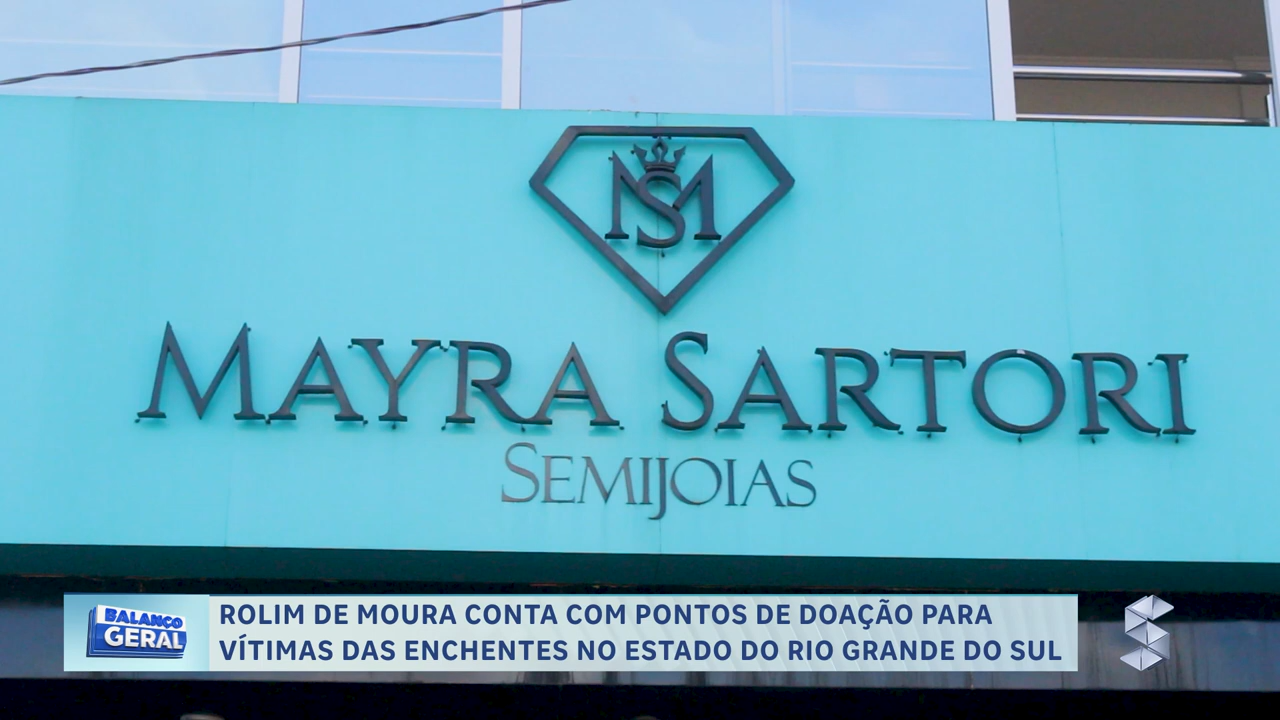 MS
MAYRA SARTORI
SEMIJOIAS
BALANÇO
GERAL
ROLIM DE MOURA CONTA COM PONTOS DE DOAÇÃO PARA
VÍTIMAS DAS ENCHENTES NO ESTADO DO RIO GRANDE DO SUL